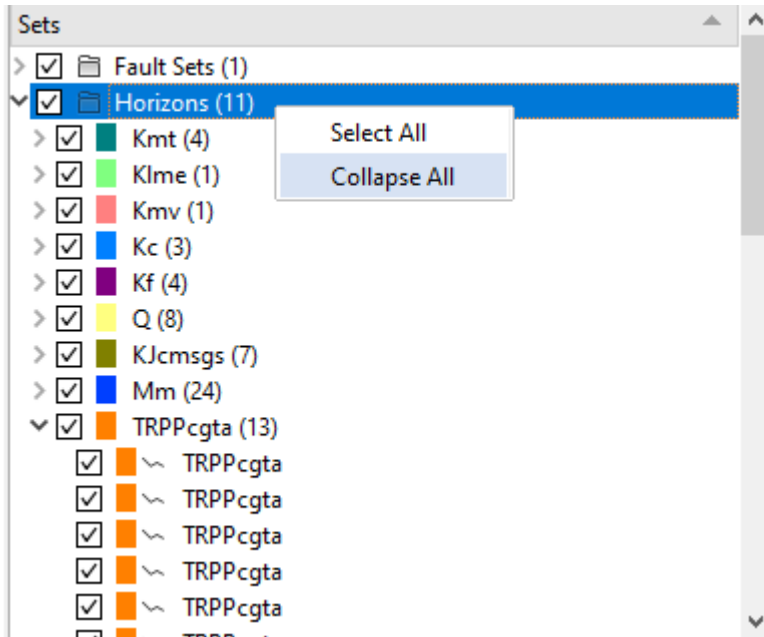 Sets
Fault Sets (1)
Horizons (11)
Select All
Kmt (4)
Collapse All
Klme (1)
Kmv (1)
Kc (3)
Kf (4)
Q (8)
KJcmsgs (7)
Mm (24)
TRPPcgta (13)
TRPPcgta
TRPPcgta
TRPPcgta
TRPPcgta
TRPPcgta